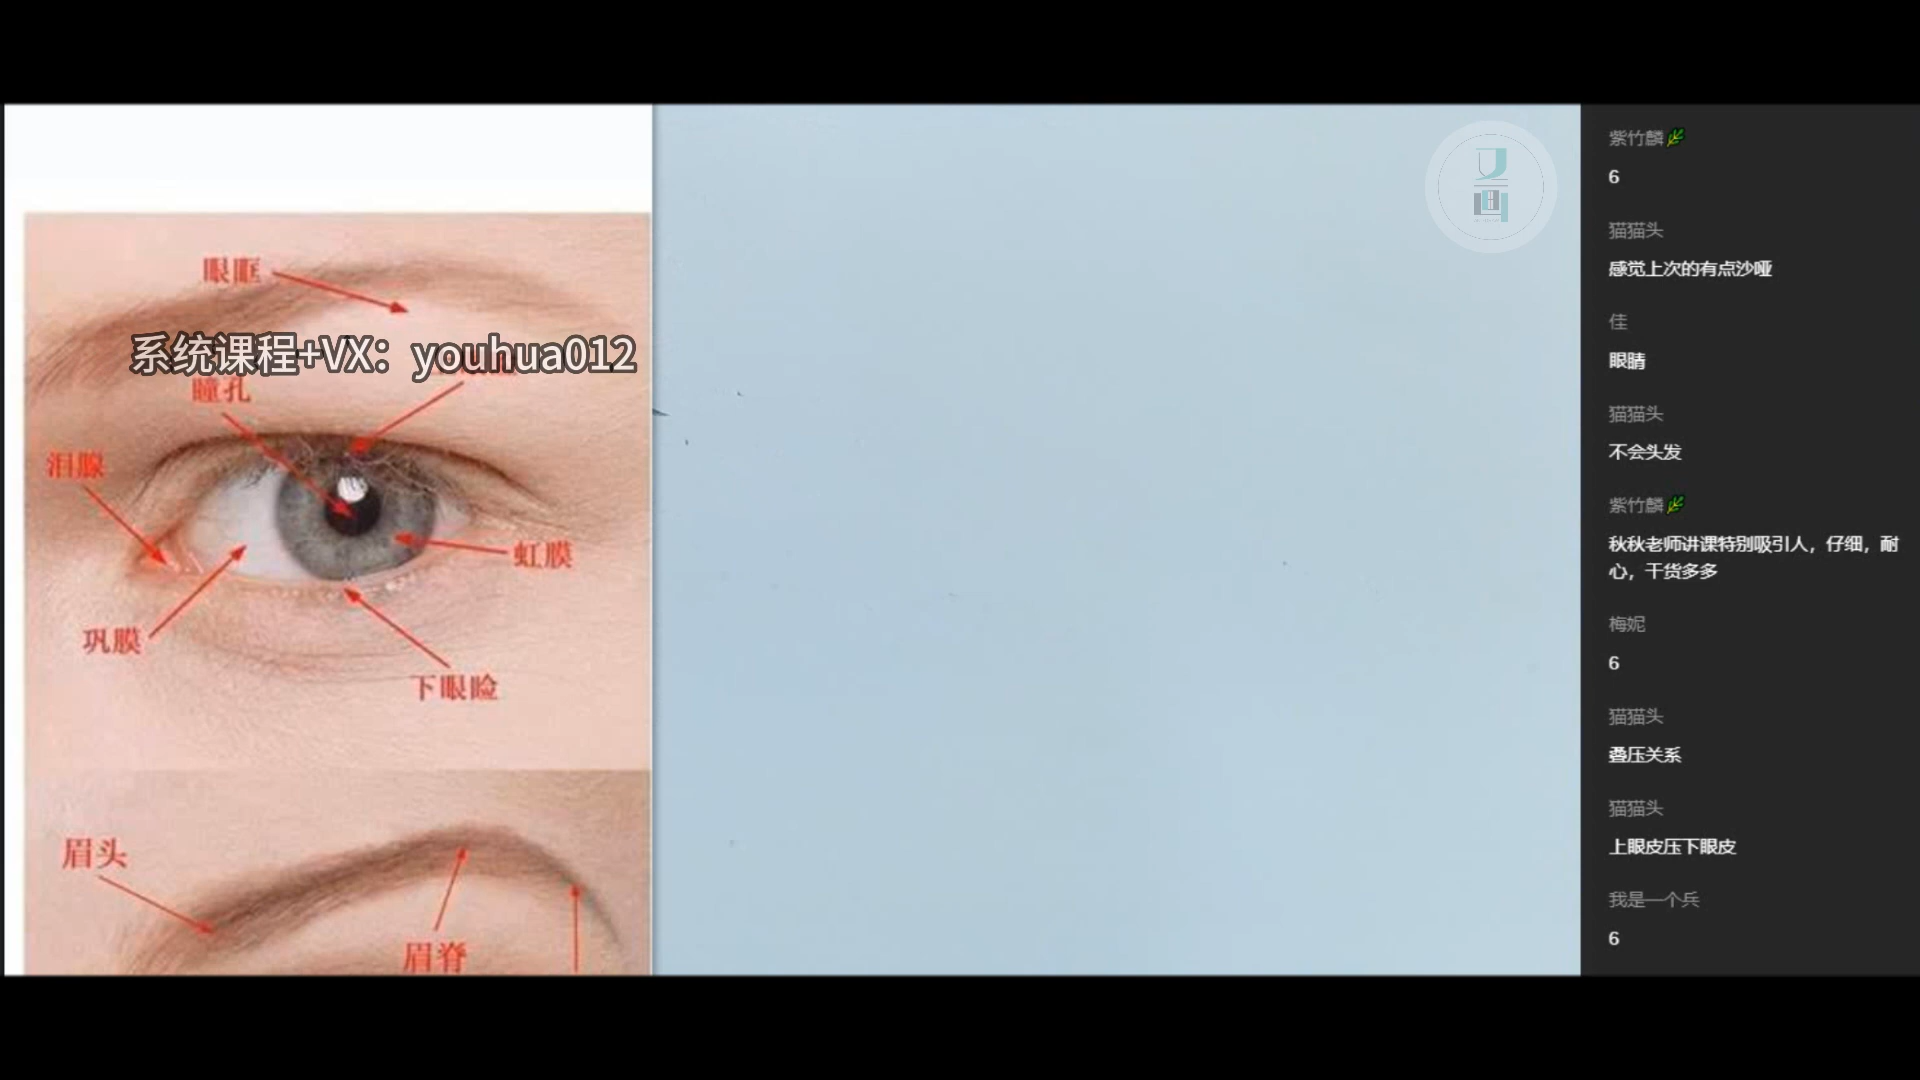 眼眶
系统课程+VX：youhua012
瞳孔
泪腺
虹膜
巩膜
下眼睑
眉头
眉脊
又画
紫竹麟
6
猫猫头
感觉上次的有点沙哑
佳
眼睛
猫猫头
不会头发
紫竹麟
秋秋老师讲课特别吸引人，仔细，耐
心，干货多多
梅妮
6
猫猫头
叠压关系
猫猫头
上眼皮压下眼皮
我是一个兵
6